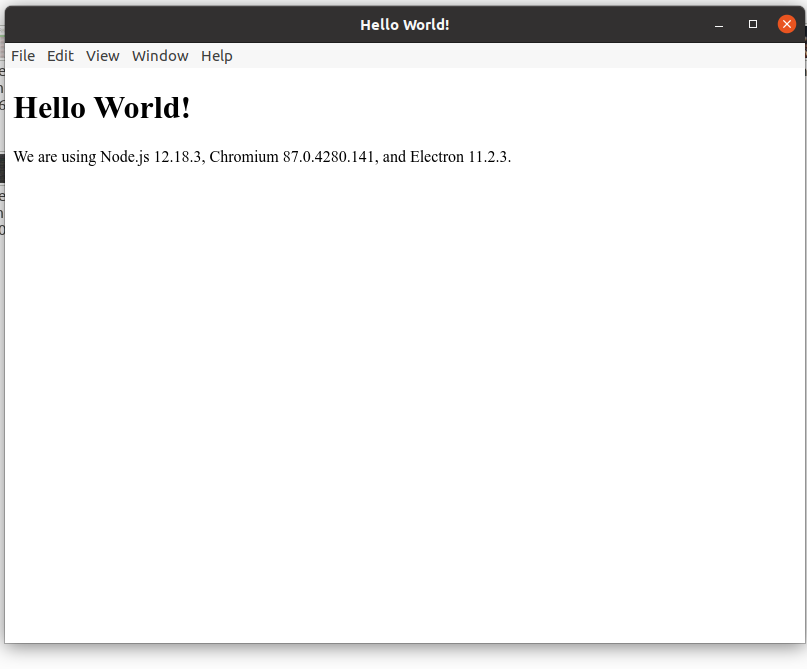 Hello World!
File Edit View Window Help
Hello World!
We are using Node.js 12.18.3, Chromium 87.0.4280.141, and Electron 11.2.3.